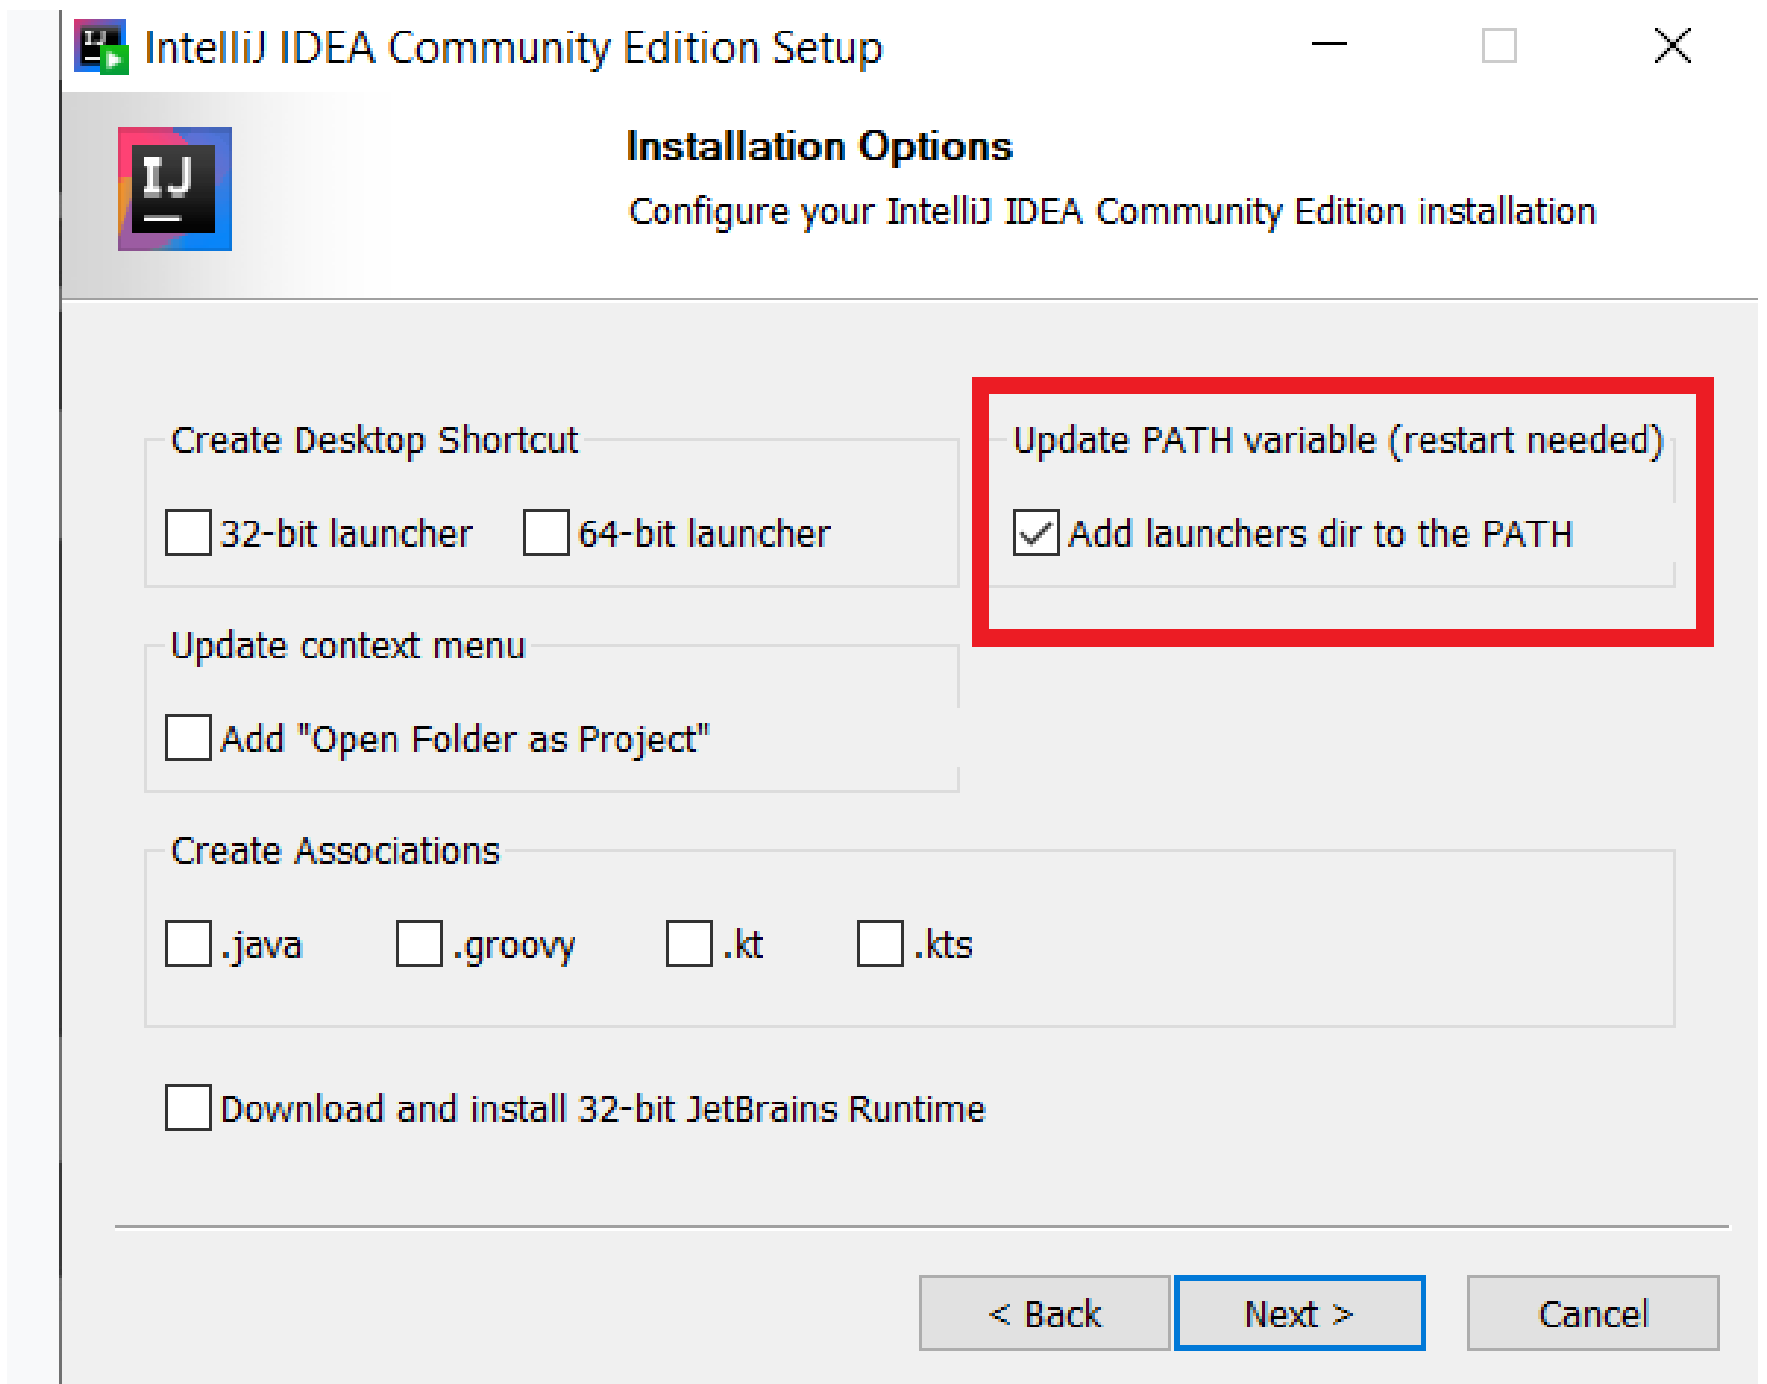 IntelliJ IDEA Community Edition Setup
IJ
Installation Options
Configure your IntelliJ IDEA Community Edition installation
Create Desktop Shortcut
32-bit launcher 64-bit launcher
Update PATH variable (restart needed)
Add launchers dir to the PATH
Update context menu
Add "Open Folder as Project"
Create Associations
.java .groovy .kt .kts
Download and install 32-bit JetBrains Runtime
< Back Next > Cancel